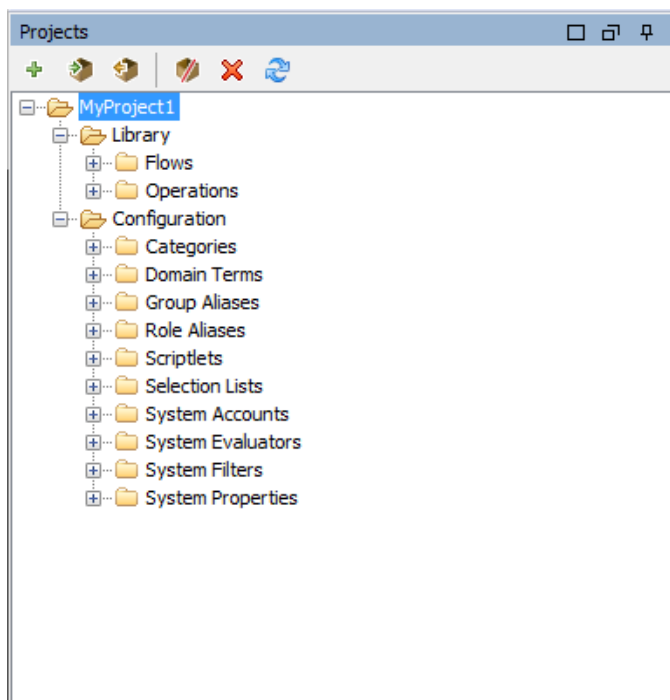 Projects
MyProject1
Library
Flows
Operations
Configuration
Categories
Domain Terms
Group Aliases
Role Aliases
Scriptlets
Selection Lists
System Accounts
System Evaluators
System Filters
System Properties